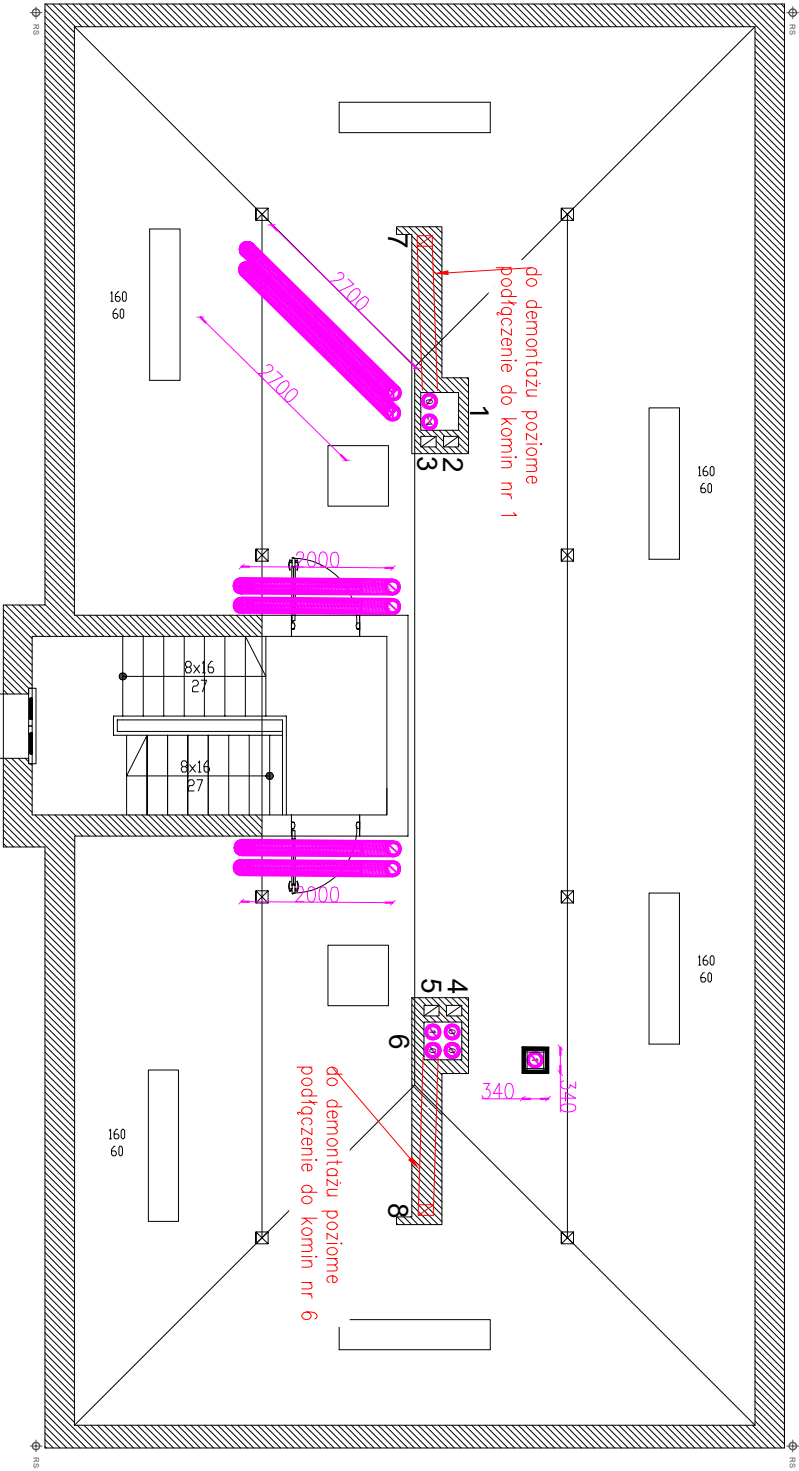 RS
RS
7
2700
2700
do demontażu poziome
podłączenie do komin nr 1
1
2
3
160
60
160
60
2000
8x16
27
8x16
27
2000
4
5
6
340
340
160
60
do demontażu poziome
podłączenie do komin nr 6
8
160
60
RS
RS